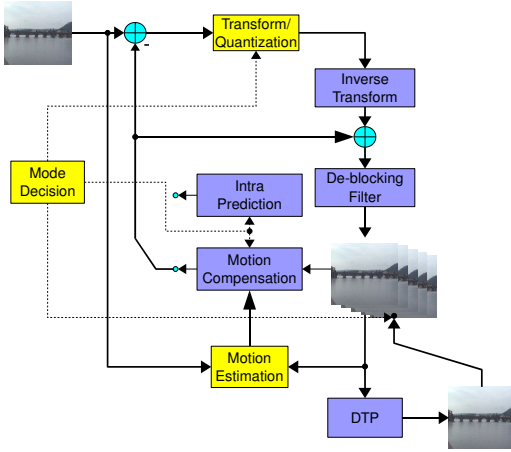 Transform/
Quantization
-
Inverse
Transform
Mode
Decision
Intra
Prediction
De-blocking
Filter
Motion
Compensation
Motion
Estimation
DTP